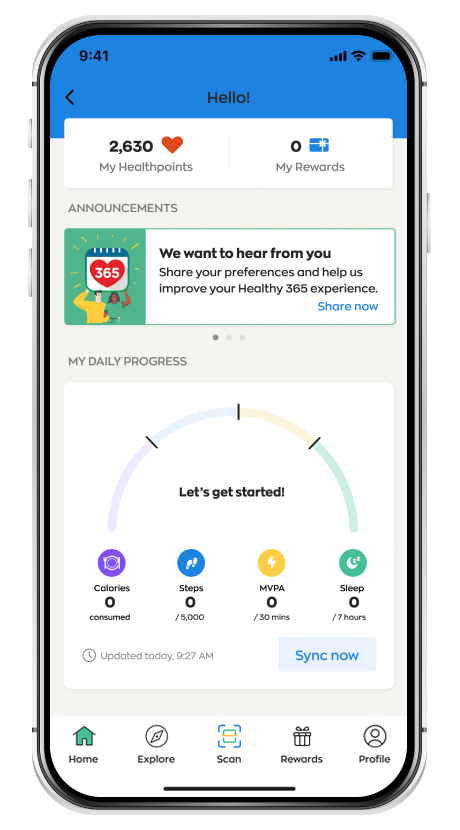 9:41
Hello!
2,630
My Healthpoints
0
My Rewards
ANNOUNCEMENTS
365
We want to hear from you
Share your preferences and help us
improve your Healthy 365 experience.
Share now
MY DAILY PROGRESS
Let's get started!
Calories
0
consumed
Steps
0
/ 5,000
MVPA
0
/ 30 mins
Sleep
0
/ 7 hours
Updated today, 9:27 AM
Sync now
Home
Explore
Scan
Rewards
Profile